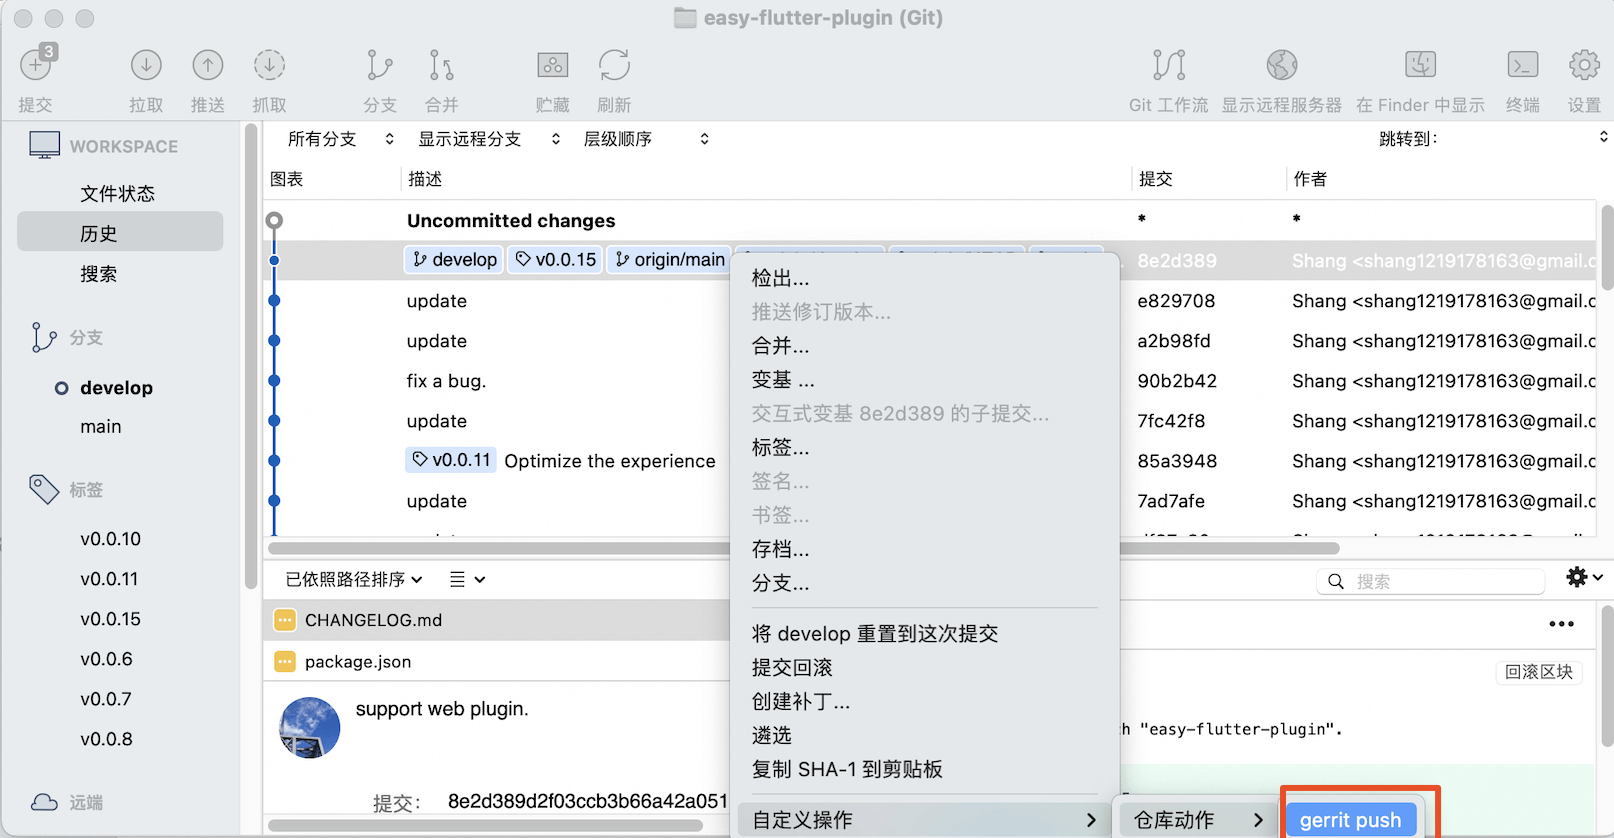 easy-flutter-plugin (Git)
3
提交
拉取
推送
抓取
分支
合并
贮藏
刷新
Git 工作流
显示远程服务器
在 Finder 中显示
终端
设置
WORKSPACE
文件状态
历史
搜索
分支
develop
main
标签
v0.0.10
v0.0.11
v0.0.15
v0.0.6
v0.0.7
v0.0.8
远端
所有分支
显示远程分支
层级顺序
跳转到：
图表
描述
提交
作者
Uncommitted changes * *
develop v0.0.15 origin/main 8e2d389 Shang <shang1219178163@gmail.c
update e829708 Shang <shang1219178163@gmail.c
update a2b98fd Shang <shang1219178163@gmail.c
fix a bug. 90b2b42 Shang <shang1219178163@gmail.c
update 7fc42f8 Shang <shang1219178163@gmail.c
v0.0.11 Optimize the experience 85a3948 Shang <shang1219178163@gmail.c
update 7ad7afe Shang <shang1219178163@gmail.c
已依照路径排序
搜索
CHANGELOG.md
package.json
support web plugin.
提交：
8e2d389d2f03ccb3b66a42a051
回滚区块
"easy-flutter-plugin".
检出...
推送修订版本...
合并...
变基 ...
交互式变基 8e2d389 的子提交...
标签...
签名...
书签...
存档...
分支...
将 develop 重置到这次提交
提交回滚
创建补丁...
遴选
复制 SHA-1 到剪贴板
自定义操作
仓库动作
gerrit push